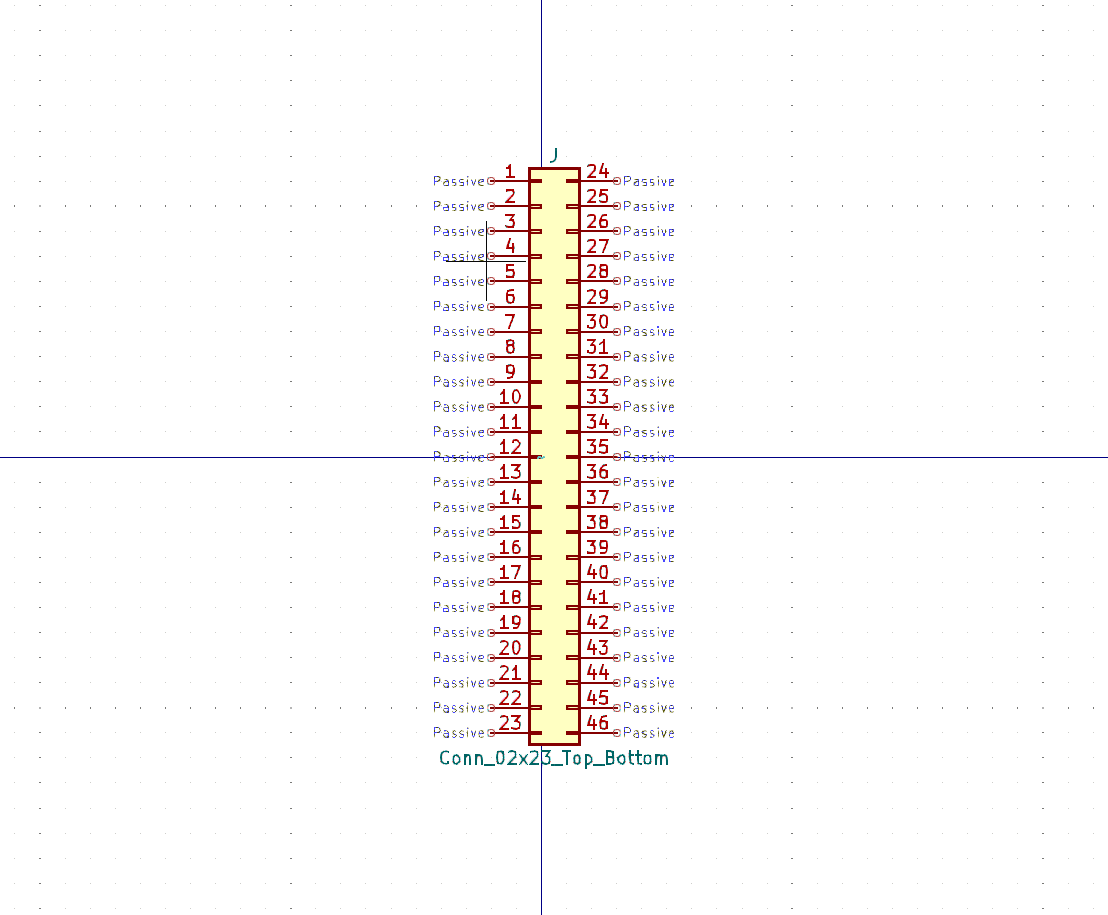 J
Passive 1 24 Passive
Passive 2 25 Passive
Passive 3 26 Passive
Passive 4 27 Passive
Passive 5 28 Passive
Passive 6 29 Passive
Passive 7 30 Passive
Passive 8 31 Passive
Passive 9 32 Passive
Passive 10 33 Passive
Passive 11 34 Passive
Passive 12 35 Passive
Passive 13 36 Passive
Passive 14 37 Passive
Passive 15 38 Passive
Passive 16 39 Passive
Passive 17 40 Passive
Passive 18 41 Passive
Passive 19 42 Passive
Passive 20 43 Passive
Passive 21 44 Passive
Passive 22 45 Passive
Passive 23 46 Passive
Conn_02x23_Top_Bottom